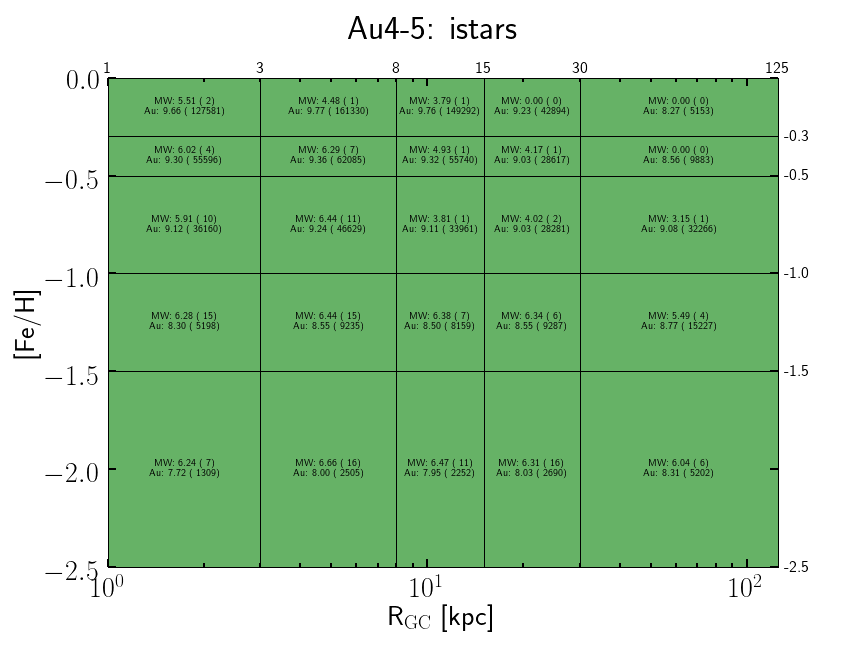 Au4-5: istars
1 3 8 15 30 125
0.0
MW: 5.51 ( 2) MW: 4.48 ( 1) MW: 3.79 ( 1) MW: 0.00 ( 0) MW: 0.00 ( 0)
Au: 9.66 ( 127581) Au: 9.77 ( 161330) Au: 9.76 ( 149292) Au: 9.23 ( 42894) Au: 8.27 ( 5153)
-0.3
MW: 6.02 ( 4) MW: 6.29 ( 7) MW: 4.93 ( 1) MW: 4.17 ( 1) MW: 0.00 ( 0)
Au: 9.30 ( 55596) Au: 9.36 ( 62085) Au: 9.32 ( 55740) Au: 9.03 ( 28617) Au: 8.56 ( 9883)
−0.5 -0.5
MW: 5.91 ( 10) MW: 6.44 ( 11) MW: 3.81 ( 1) MW: 4.02 ( 2) MW: 3.15 ( 1)
Au: 9.12 ( 36160) Au: 9.24 ( 46629) Au: 9.11 ( 33961) Au: 9.03 ( 28281) Au: 9.08 ( 32266)
−1.0 -1.0
MW: 6.28 ( 15) MW: 6.44 ( 15) MW: 6.38 ( 7) MW: 6.34 ( 6) MW: 5.49 ( 4)
Au: 8.30 ( 5198) Au: 8.55 ( 9235) Au: 8.50 ( 8159) Au: 8.55 ( 9287) Au: 8.77 ( 15227)
[Fe/H]
−1.5 -1.5
MW: 6.24 ( 7) MW: 6.66 ( 16) MW: 6.47 ( 11) MW: 6.31 ( 16) MW: 6.04 ( 6)
−2.0
Au: 7.72 ( 1309) Au: 8.00 ( 2505) Au: 7.95 ( 2252) Au: 8.03 ( 2690) Au: 8.31 ( 5202)
−2.5 -2.5
10⁰ 10¹ 10²
R_GC [kpc]